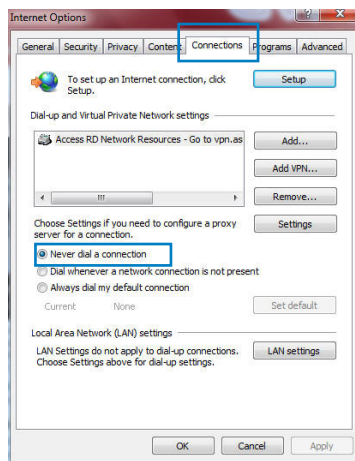 Internet Options
General Security Privacy Content Connections Programs Advanced
To set up an Internet connection, click
Setup.
Setup
Dial-up and Virtual Private Network settings
Access RD Network Resources - Go to vpn.as
Add...
Add VPN...
Remove...
Choose Settings if you need to configure a proxy
server for a connection.
Settings
Never dial a connection
Dial whenever a network connection is not present
Always dial my default connection
Current None
Set default
Local Area Network (LAN) settings
LAN Settings do not apply to dial-up connections.
Choose Settings above for dial-up settings.
LAN settings
OK Cancel Apply